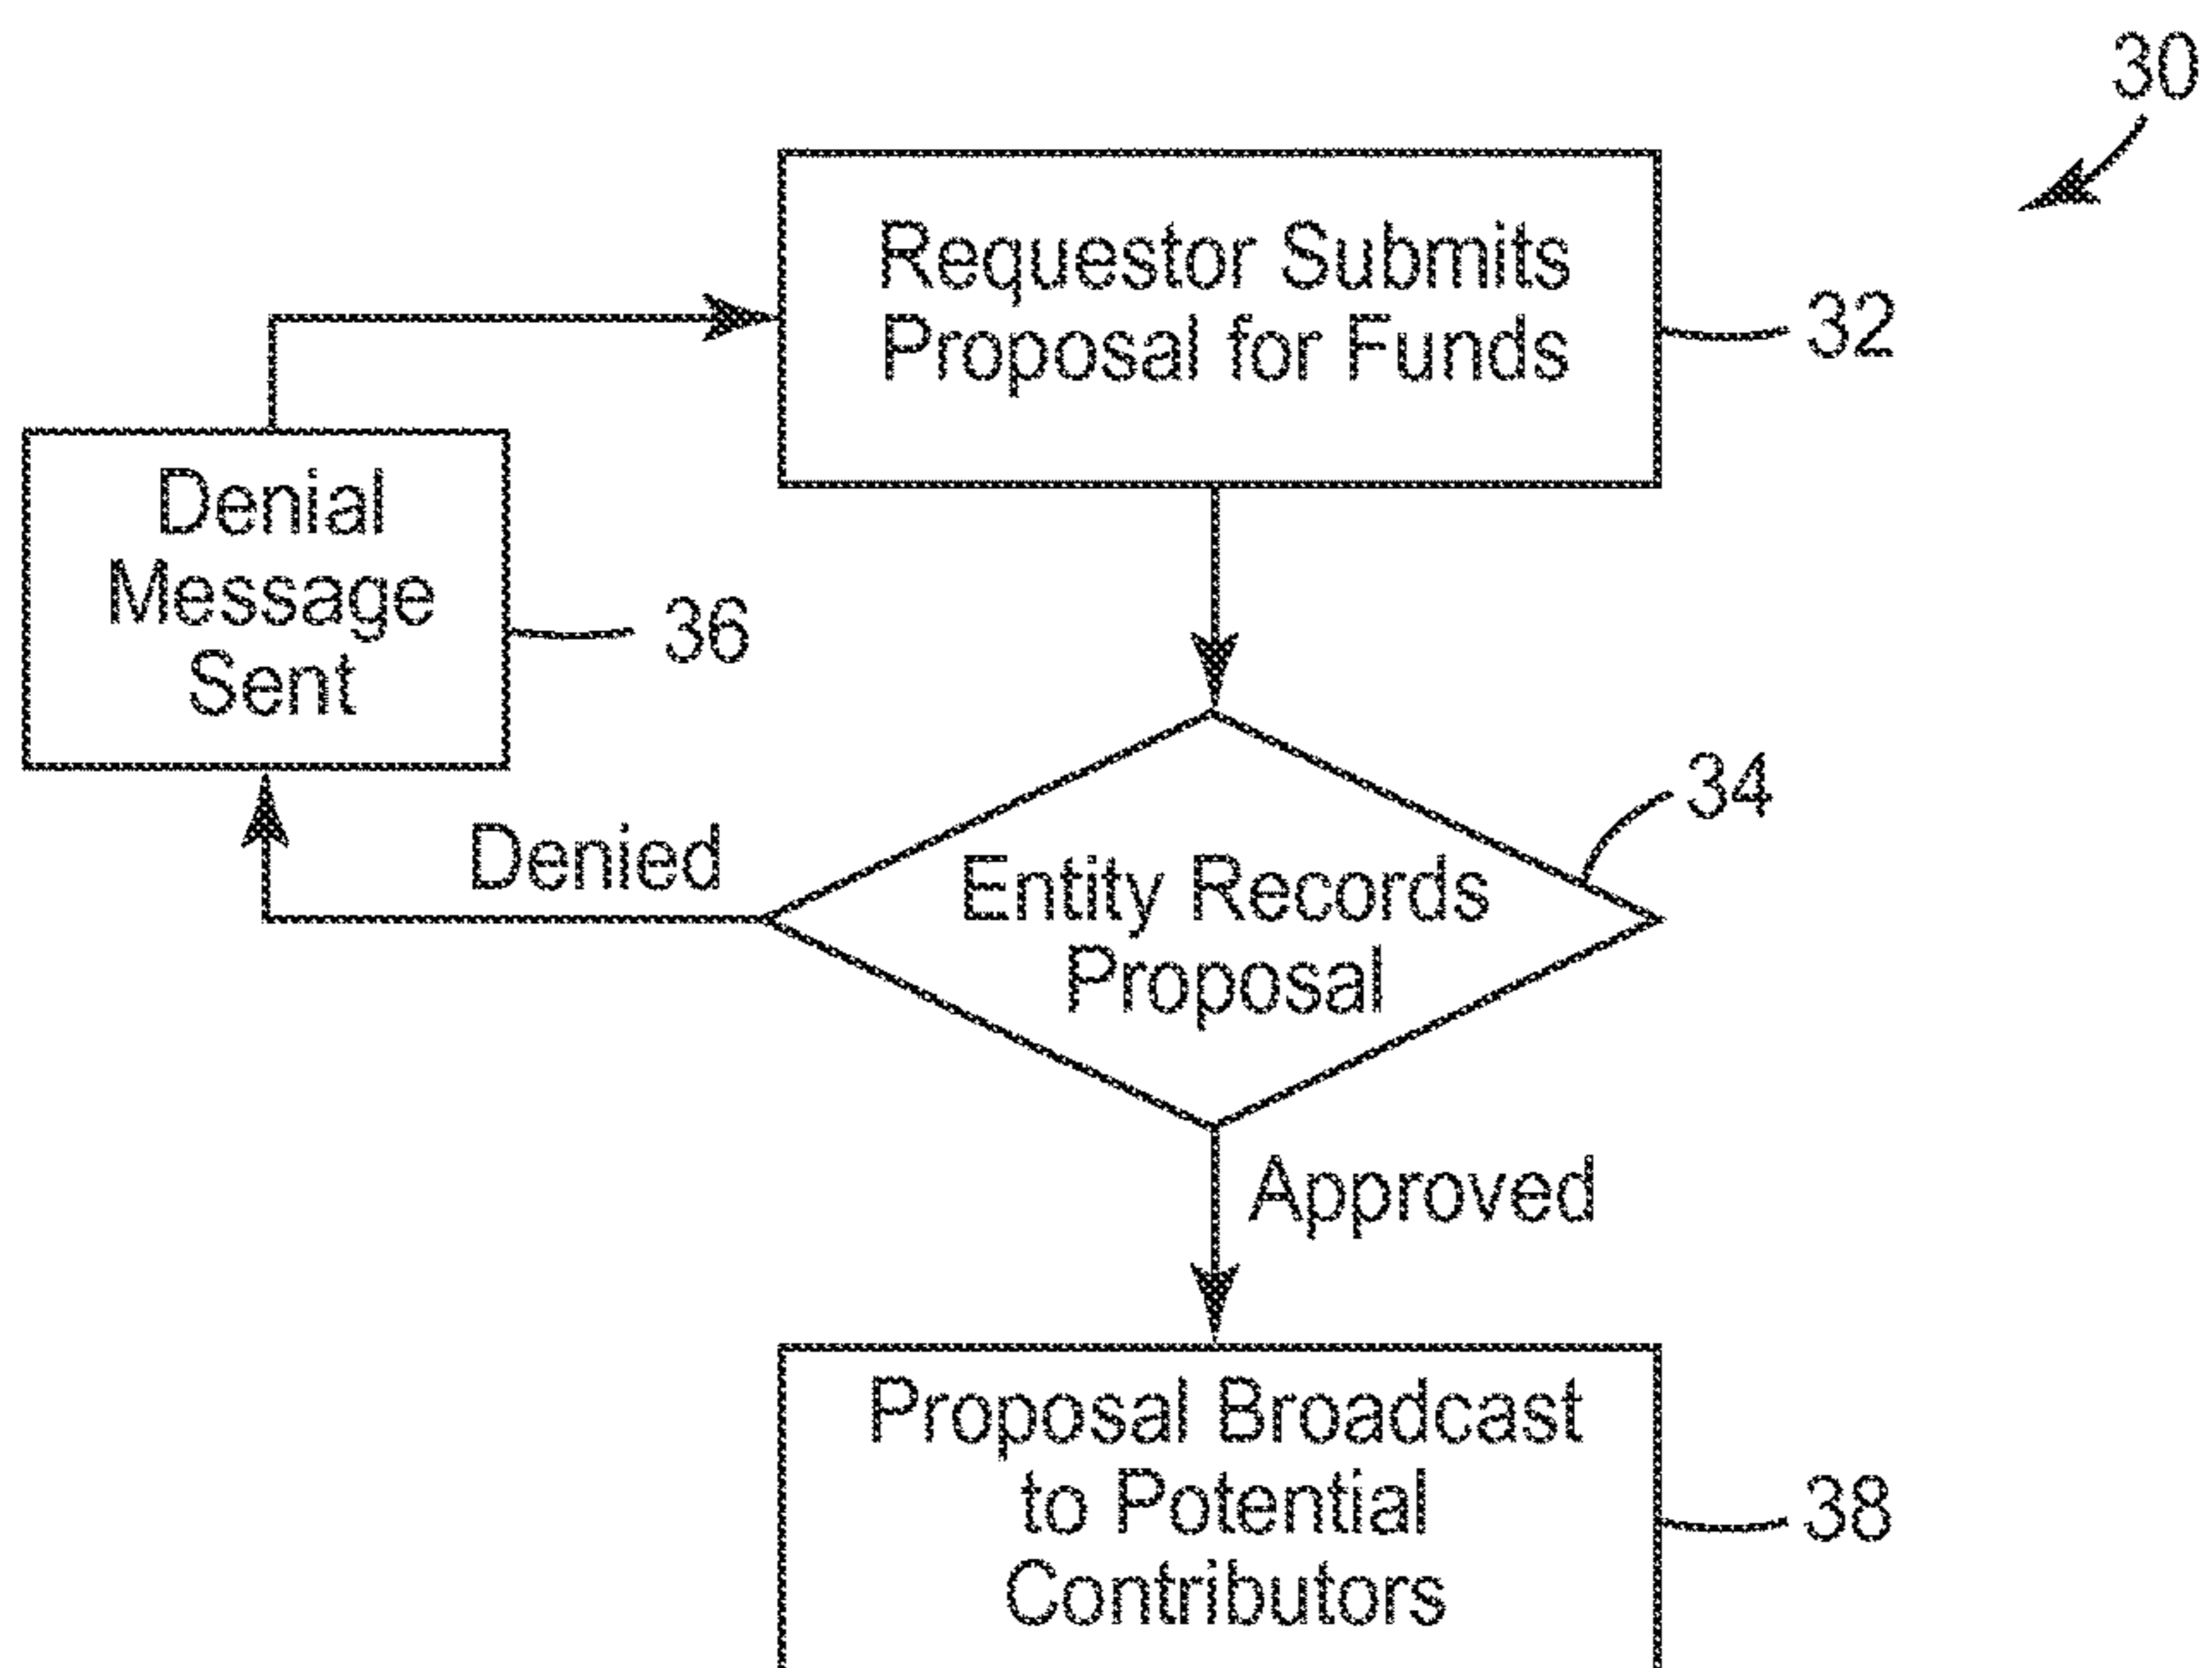 30
Requestor Submits
Proposal for Funds
32
Denial
Message
Sent
36
34
Denied
Entity Records
Proposal
Approved
Proposal Broadcast
to Potential
Contributors
38